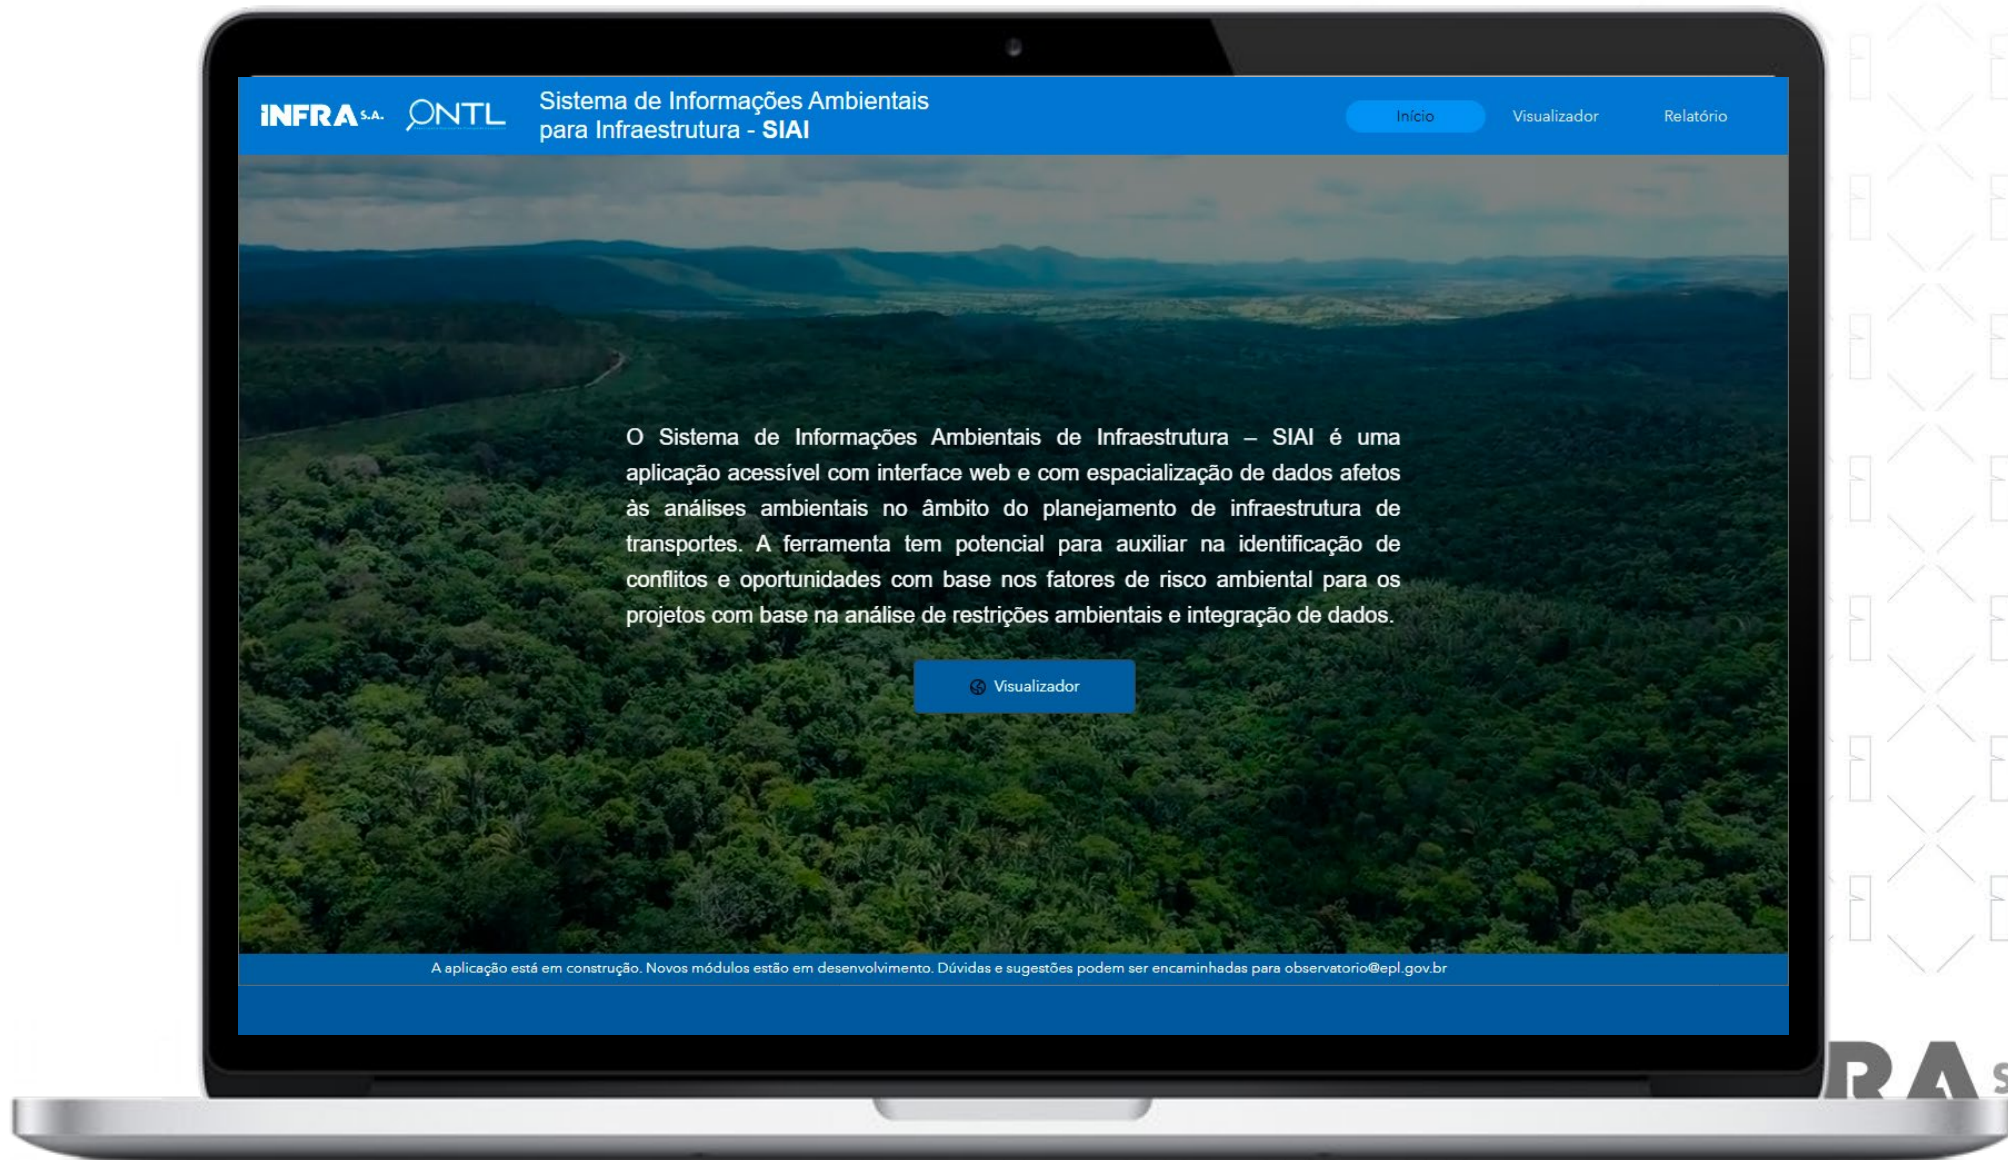 INFRA S.A.
ONTL
Sistema de Informações Ambientais
para Infraestrutura - SIAI
Início
Visualizador
Relatório
O Sistema de Informações Ambientais de Infraestrutura – SIAI é uma
aplicação acessível com interface web e com espacialização de dados afetos
às análises ambientais no âmbito do planejamento de infraestrutura de
transportes. A ferramenta tem potencial para auxiliar na identificação de
conflitos e oportunidades com base nos fatores de risco ambiental para os
projetos com base na análise de restrições ambientais e integração de dados.
Visualizador
A aplicação está em construção. Novos módulos estão em desenvolvimento. Dúvidas e sugestões podem ser encaminhadas para observatorio@epl.gov.br
RA S